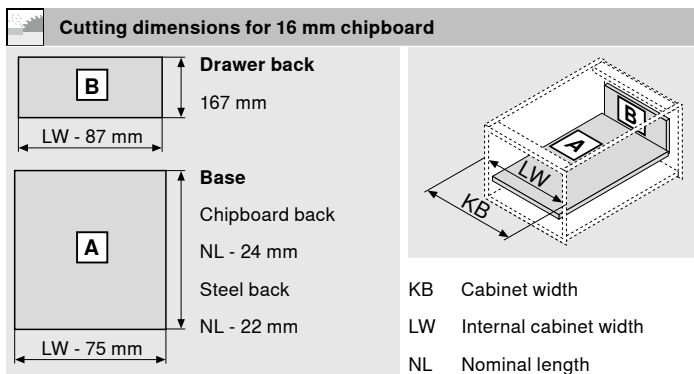 Cutting dimensions for 16 mm chipboard
B
Drawer back
167 mm
LW - 87 mm
A
Base
Chipboard back
NL - 24 mm
Steel back
NL - 22 mm
LW - 75 mm
B
A
LW
KB
KB Cabinet width
LW Internal cabinet width
NL Nominal length